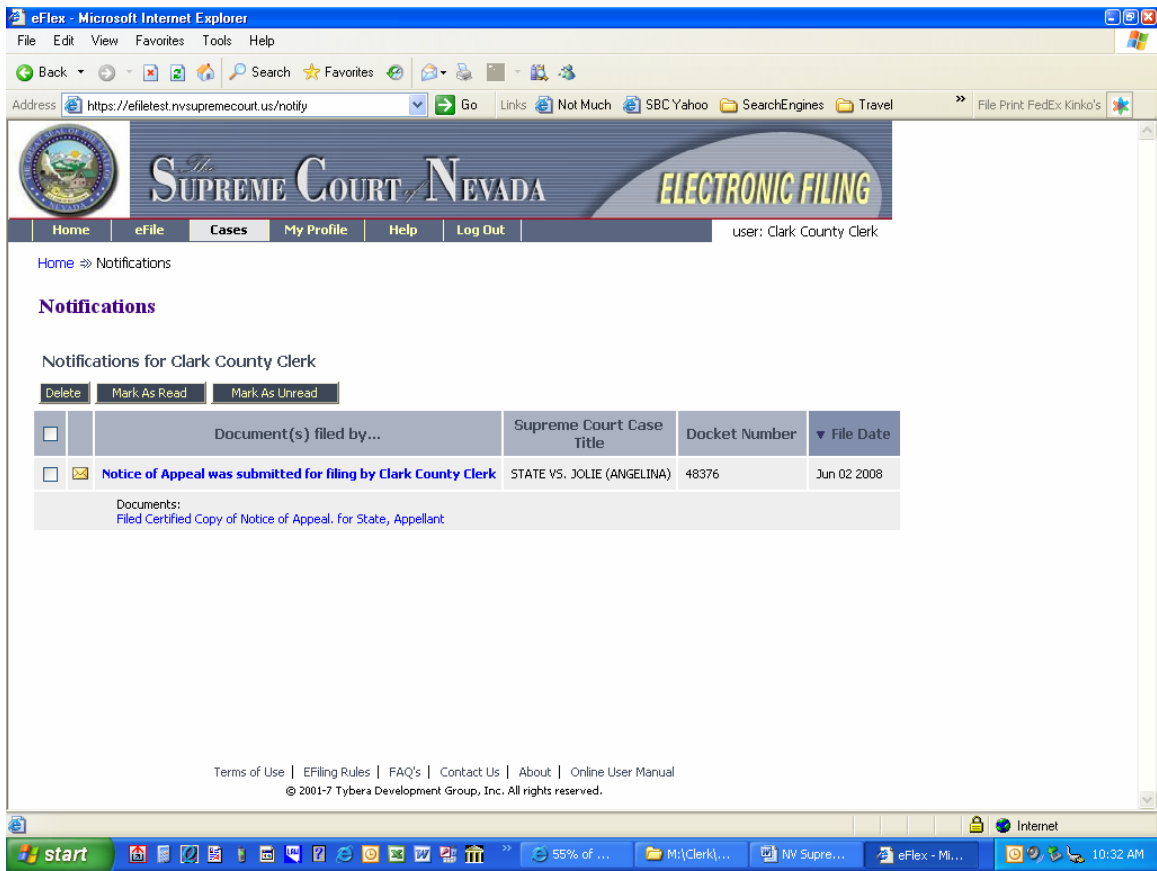 eFlex - Microsoft Internet Explorer
File Edit View Favorites Tools Help
Back Search Favorites
Address https://efiletest.nvsupremecourt.us/notify Go Links Not Much SBC Yahoo SearchEngines Travel » File Print FedEx Kinko's
The Supreme Court of Nevada ELECTRONIC FILING
Home eFile Cases My Profile Help Log Out user: Clark County Clerk
Home ⇒ Notifications
Notifications
Notifications for Clark County Clerk
Delete Mark As Read Mark As Unread
Document(s) filed by... Supreme Court Case Title Docket Number ▼ File Date
Notice of Appeal was submitted for filing by Clark County Clerk STATE VS. JOLIE (ANGELINA) 48376 Jun 02 2008
Documents:
Filed Certified Copy of Notice of Appeal. for State, Appellant
Terms of Use | EFiling Rules | FAQ's | Contact Us | About | Online User Manual
© 2001-7 Tybera Development Group, Inc. All rights reserved.
Internet
start » 55% of ... M:\Clerk\... NV Supre... eFlex - Mi... 10:32 AM